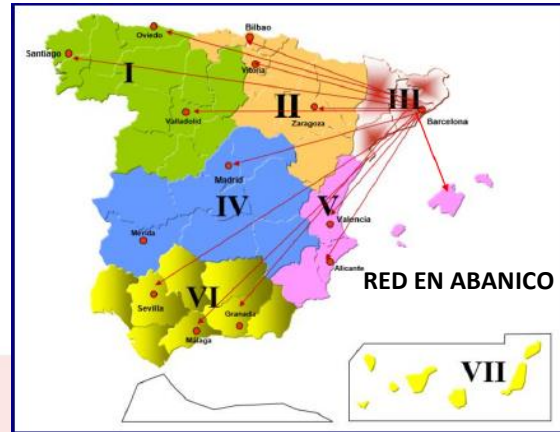 Oviedo
Bilbao
Santiago
I
Vitoria
II
III
Valladolid
Zaragoza
Barcelona
Madrid
IV
V
Valencia
Mérida
Alicante
RED EN ABANICO
VI
Sevilla
Granada
Málaga
VII